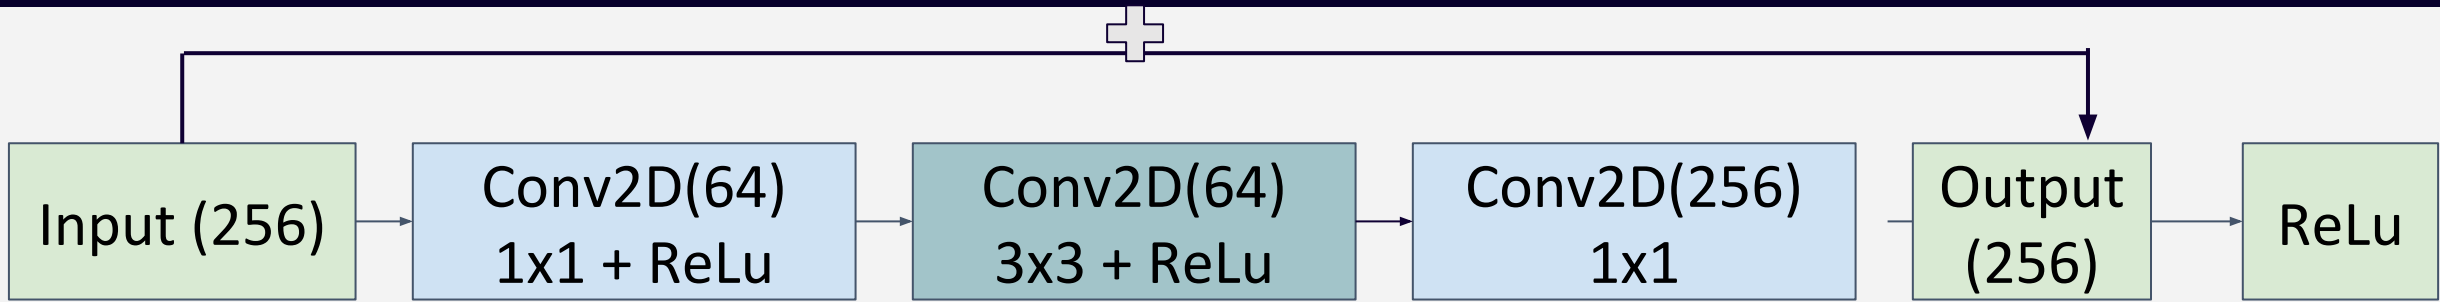 Input (256)
Conv2D(64)
1x1 + ReLu
Conv2D(64)
3x3 + ReLu
Conv2D(256)
1x1
Output
(256)
ReLu